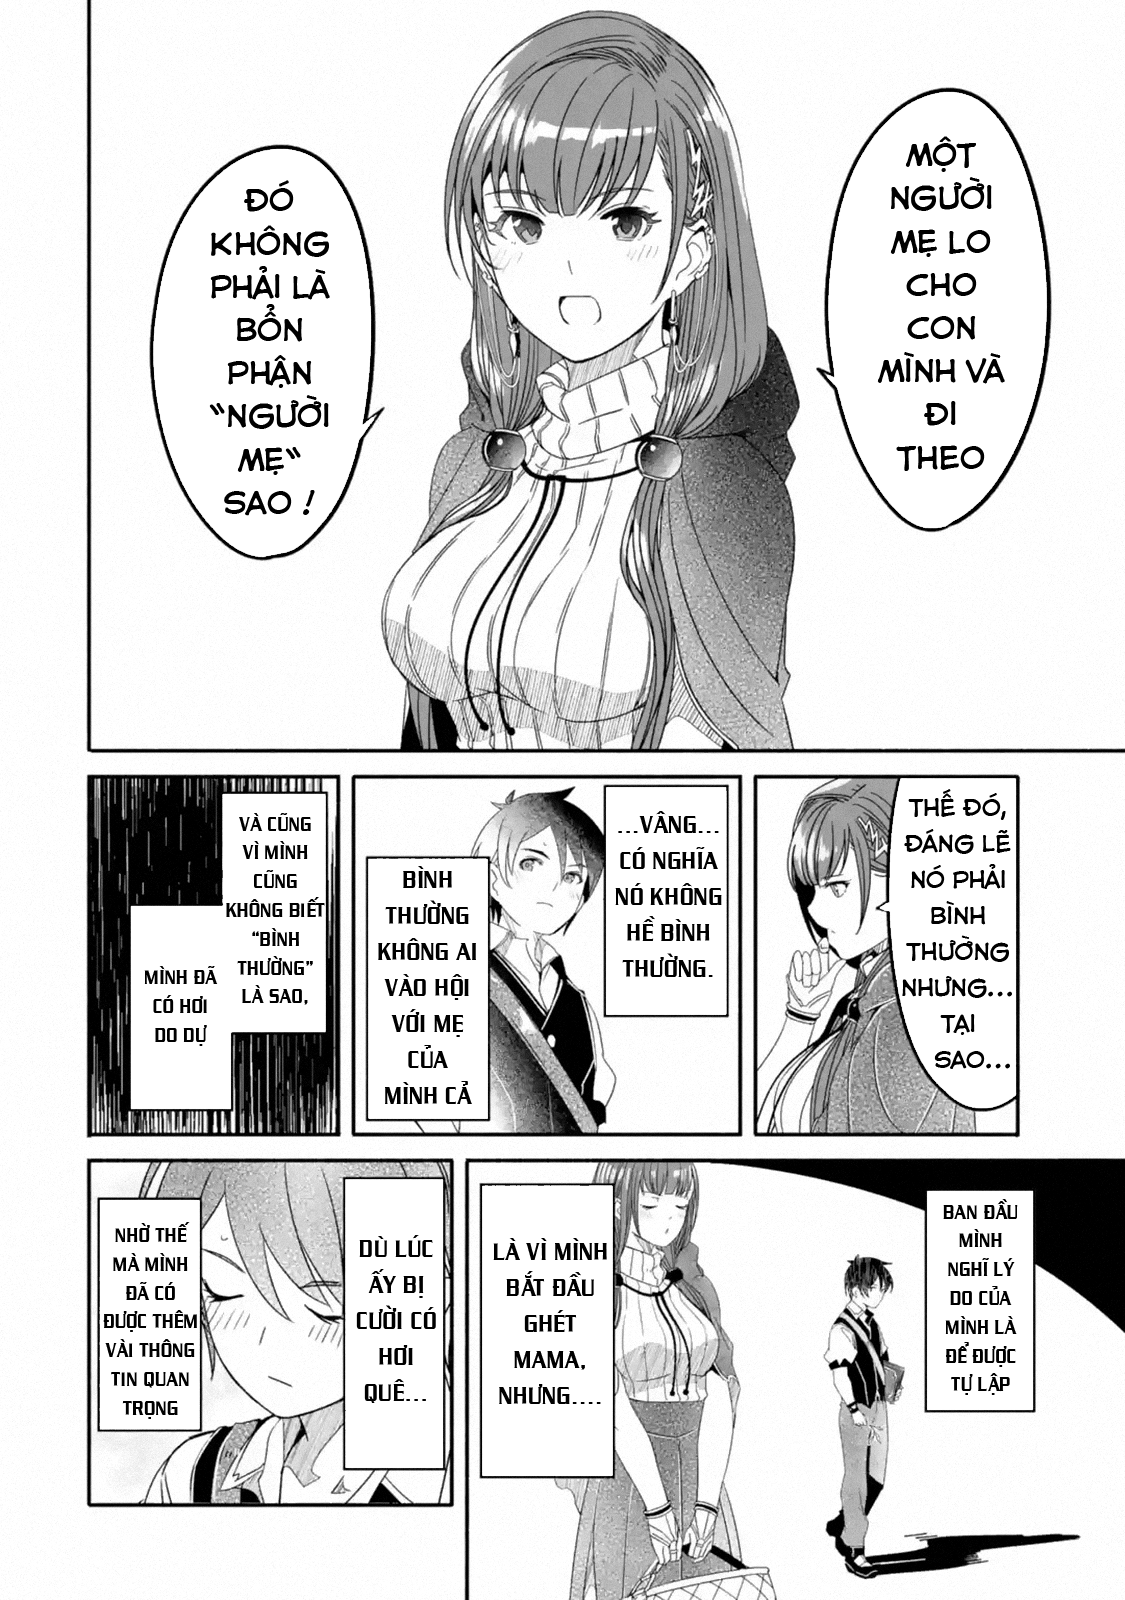 MỘT
NGƯỜI
MẸ LO
CHO
CON
MÌNH VÀ
ĐI
THEO
ĐÓ
KHÔNG
PHẢI LÀ
BỔN
PHẬN
“NGƯỜI
MẸ“
SAO !
THẾ ĐÓ,
ĐÁNG LẼ
NÓ PHẢI
BÌNH
THƯỜNG
NHƯNG...
TẠI
SAO...
...VÂNG...
CÓ NGHĨA
NÓ KHÔNG
HỀ BÌNH
THƯỜNG.
BÌNH
THƯỜNG
KHÔNG AI
VÀO HỘI
VỚI MẸ
CỦA
MÌNH CẢ
VÀ CŨNG
VÌ MÌNH
CŨNG
KHÔNG BIẾT
“BÌNH
THƯỜNG”
LÀ SAO,
MÌNH ĐÃ
CÓ HƠI
DO DỰ
BAN ĐẦU
MÌNH
NGHĨ LÝ
DO CỦA
MÌNH LÀ
ĐỂ ĐƯỢC
TỰ LẬP
LÀ VÌ MÌNH
BẮT ĐẦU
GHÉT
MAMA,
NHƯNG....
DÙ LÚC
ẤY BỊ
CƯỜI CÓ
HƠI
QUÊ...
NHỜ THẾ
MÀ MÌNH
ĐÃ CÓ
ĐƯỢC THÊM
VÀI THÔNG
TIN QUAN
TRỌNG